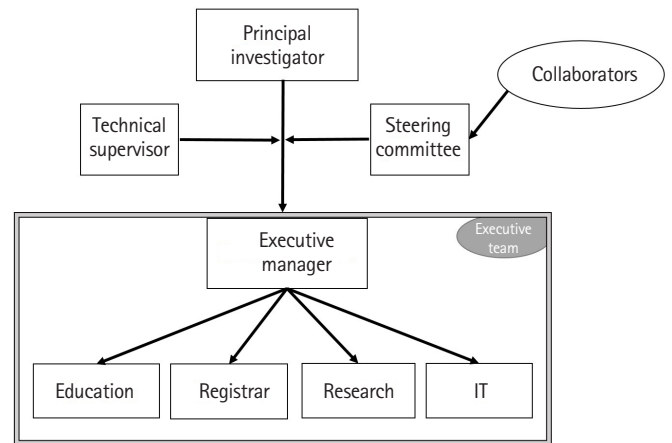 Principal
investigator
Collaborators
Technical
supervisor
Steering
committee
Executive
team
Executive
manager
Education
Registrar
Research
IT